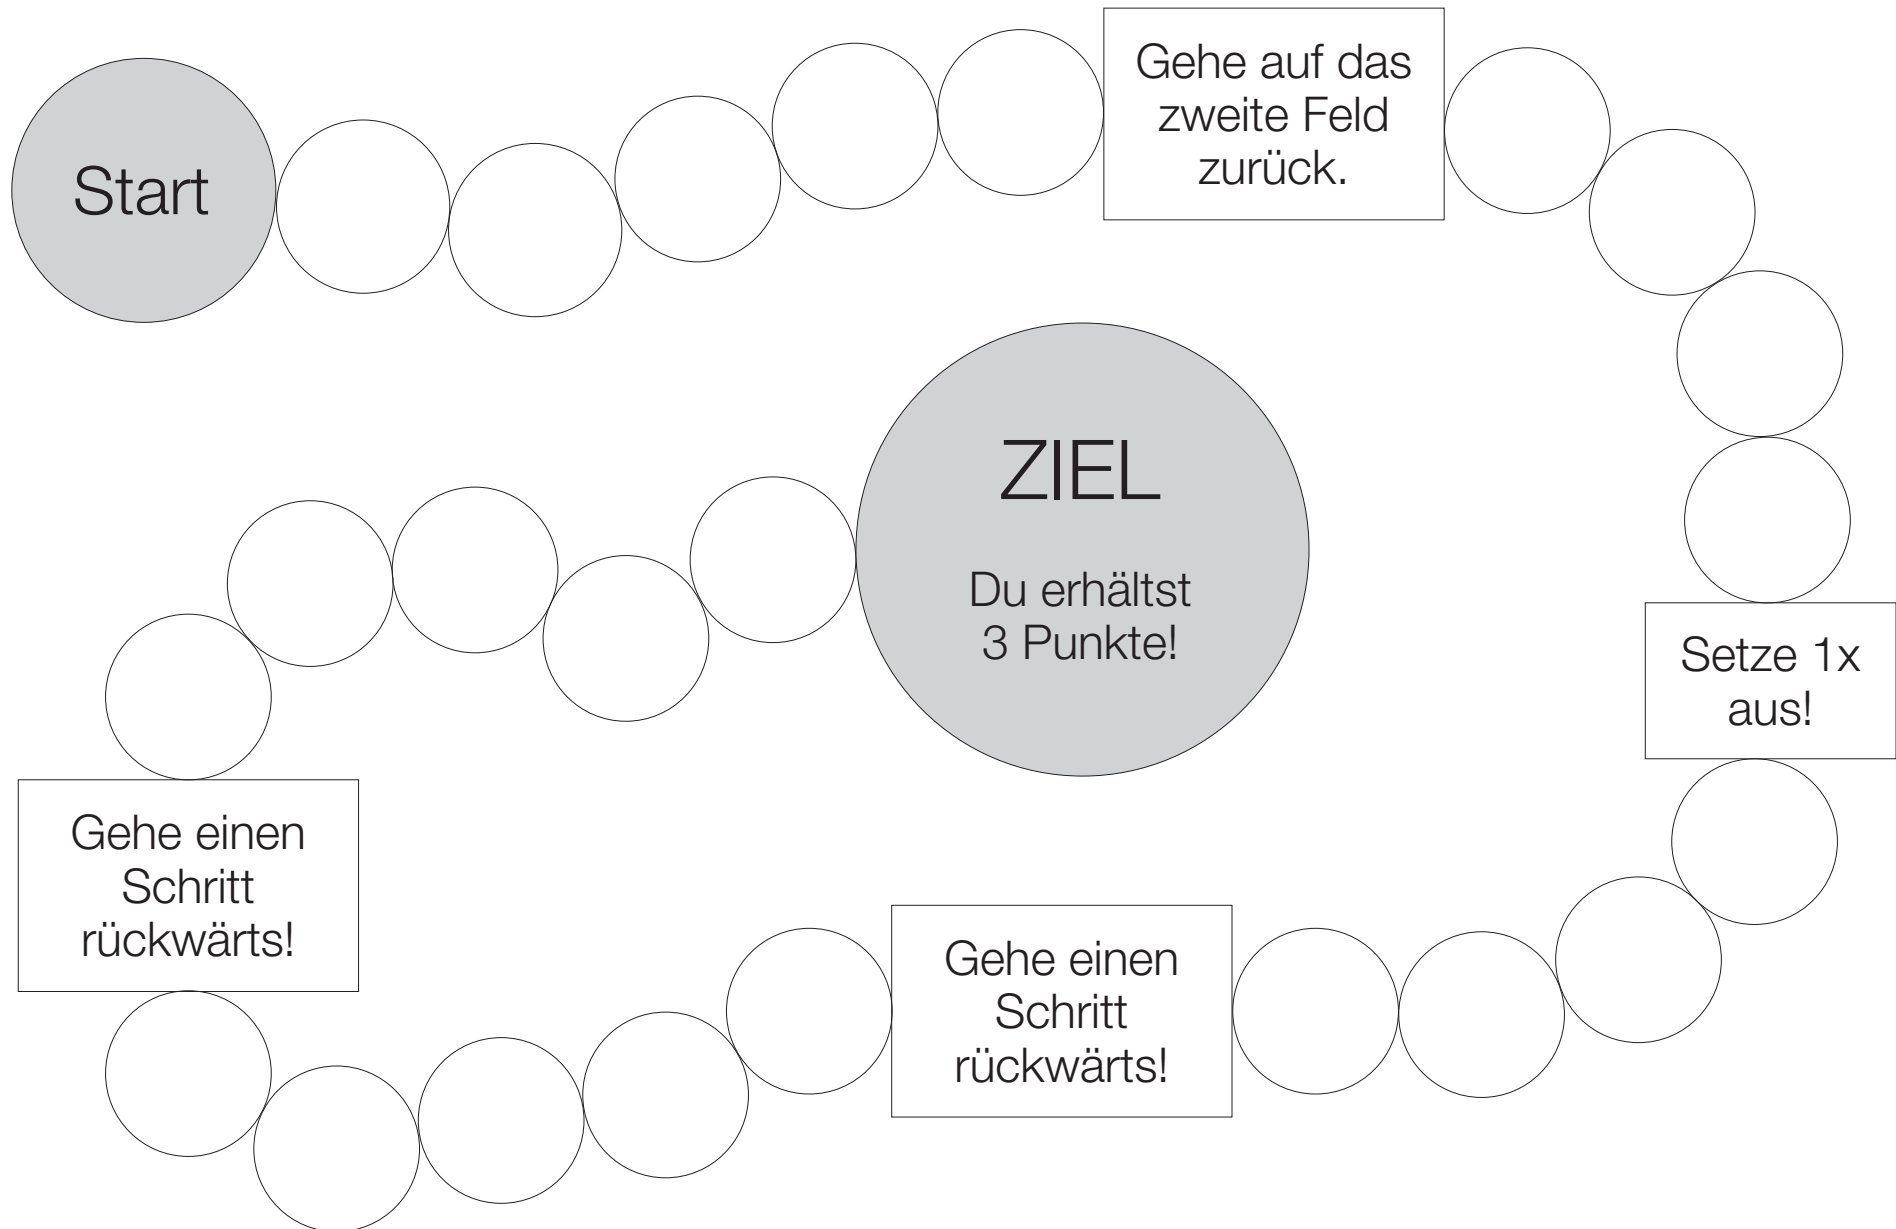 Start
Gehe auf das
zweite Feld
zurück.
Setze 1x
aus!
Gehe einen
Schritt
rückwärts!
Gehe einen
Schritt
rückwärts!
ZIEL
Du erhältst
3 Punkte!